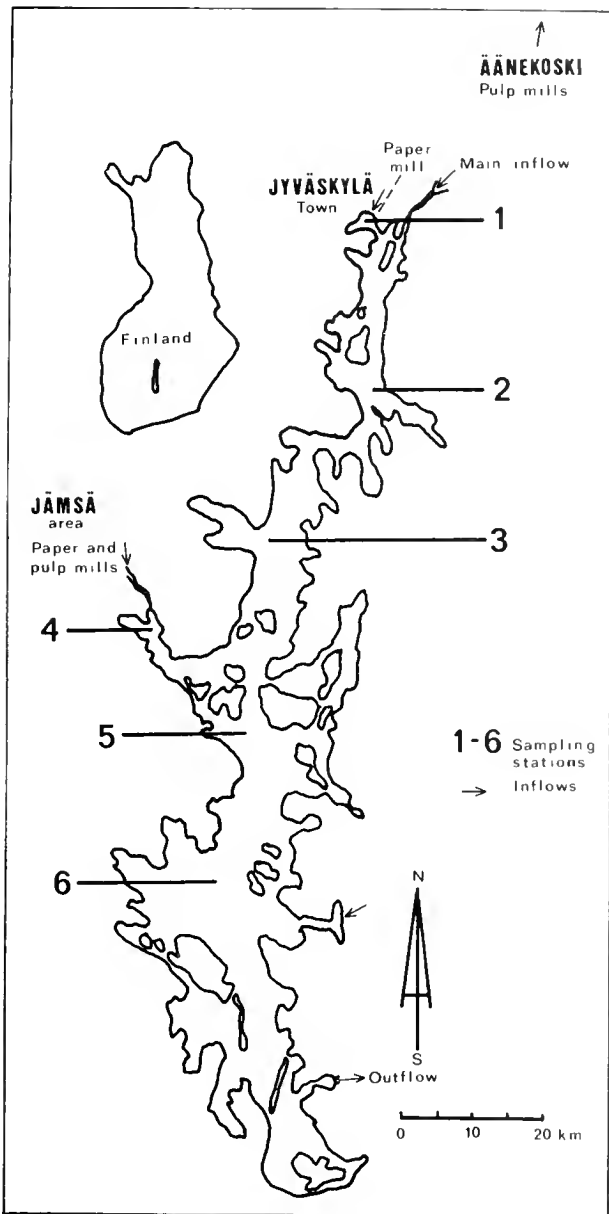 ÄÄNEKOSKI
Pulp mills
Paper
mill
Main inflow
JYVÄSKYLÄ
Town
1
Finland
2
JÄMSÄ
area
Paper and
pulp mills
3
4
5
1-6 Sampling
stations
Inflows
6
N
S
Outflow
0 10 20 km